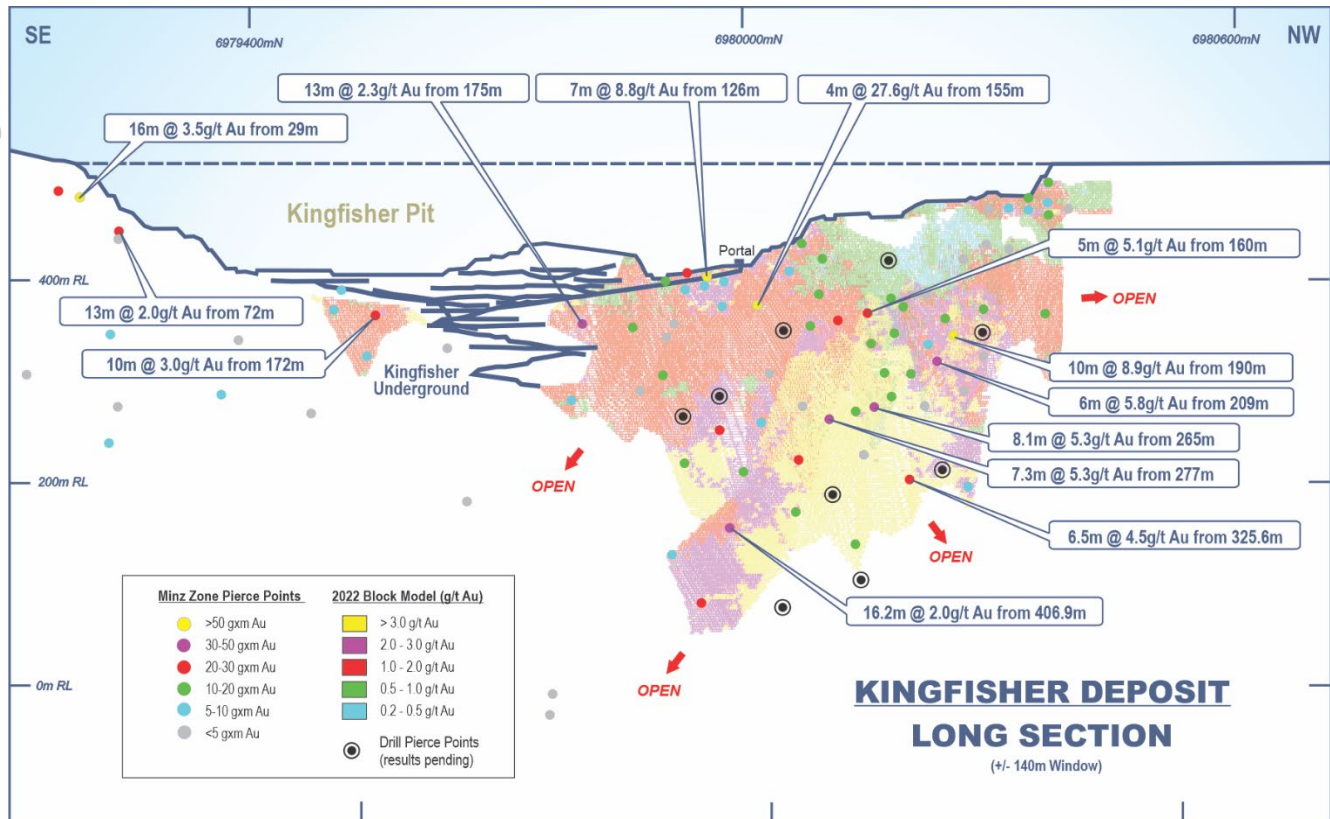 SE
6979400mN
6980000mN
6980600mN
NW
13m @ 2.3g/t Au from 175m
7m @ 8.8g/t Au from 126m
4m @ 27.6g/t Au from 155m
16m @ 3.5g/t Au from 29m
Kingfisher Pit
Portal
5m @ 5.1g/t Au from 160m
400m RL
OPEN
13m @ 2.0g/t Au from 72m
10m @ 3.0g/t Au from 172m
Kingfisher
Underground
10m @ 8.9g/t Au from 190m
6m @ 5.8g/t Au from 209m
8.1m @ 5.3g/t Au from 265m
7.3m @ 5.3g/t Au from 277m
OPEN
200m RL
6.5m @ 4.5g/t Au from 325.6m
OPEN
16.2m @ 2.0g/t Au from 406.9m
OPEN
0m RL
Minz Zone Pierce Points
>50 gxm Au
30-50 gxm Au
20-30 gxm Au
10-20 gxm Au
5-10 gxm Au
<5 gxm Au
2022 Block Model (g/t Au)
> 3.0 g/t Au
2.0 - 3.0 g/t Au
1.0 - 2.0 g/t Au
0.5 - 1.0 g/t Au
0.2 - 0.5 g/t Au
Drill Pierce Points
(results pending)
KINGFISHER DEPOSIT
LONG SECTION
(+/- 140m Window)